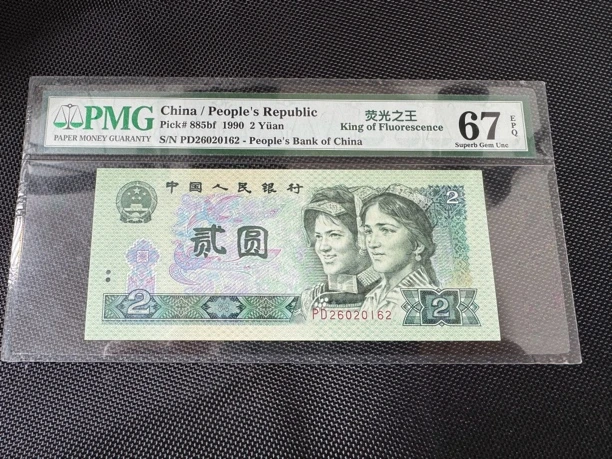 PMG
PAPER MONEY GUARANTY
China / People's Republic
Pick# 885bf 1990 2 Yüan
S/N PD26020162 - People's Bank of China
荧光之王
King of Fluorescence
67
EPQ
Superb Gem Unc
中国人民银行
2
贰圆
2
2
PD26020162